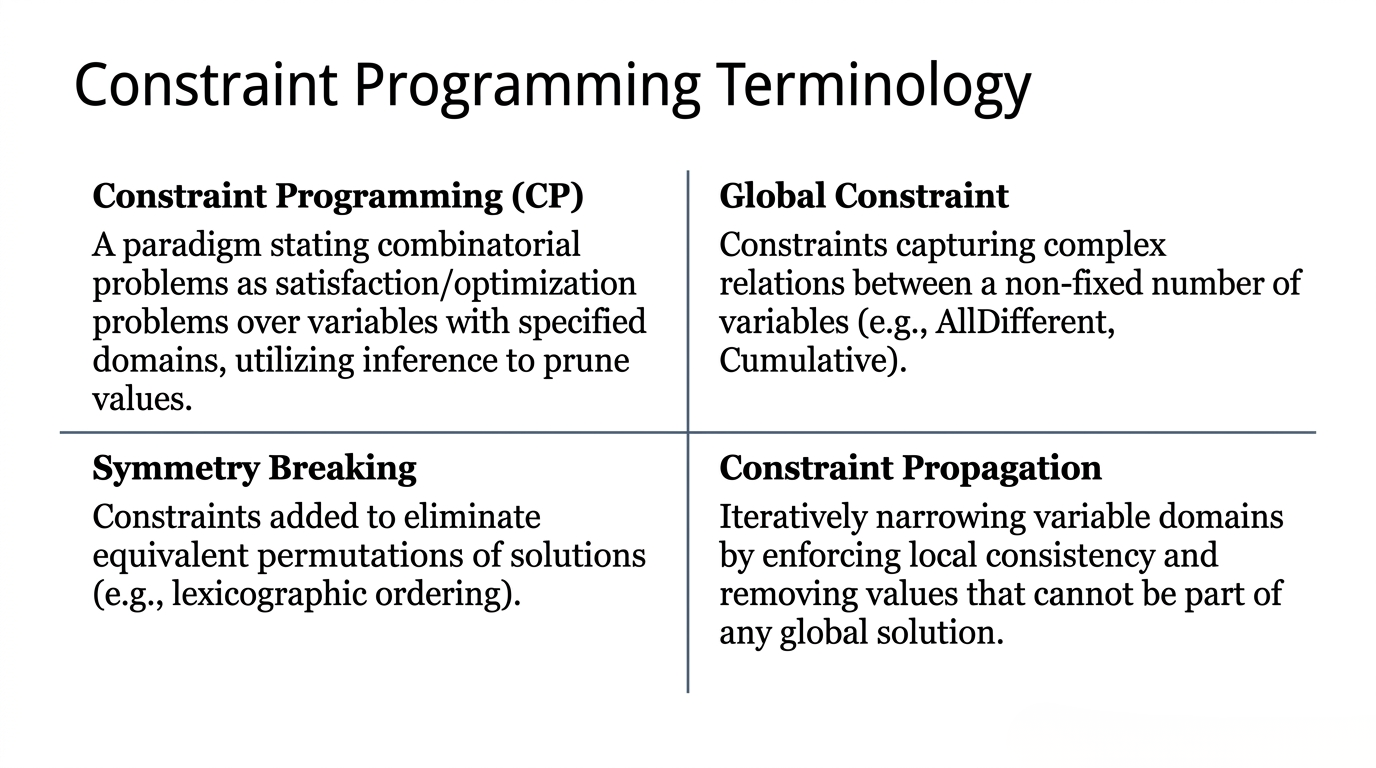 Constraint Programming Terminology
Constraint Programming (CP)
A paradigm stating combinatorial
problems as satisfaction/optimization
problems over variables with specified
domains, utilizing inference to prune
values.
Global Constraint
Constraints capturing complex
relations between a non-fixed number of
variables (e.g., AllDifferent,
Cumulative).
Symmetry Breaking
Constraints added to eliminate
equivalent permutations of solutions
(e.g., lexicographic ordering).
Constraint Propagation
Iteratively narrowing variable domains
by enforcing local consistency and
removing values that cannot be part of
any global solution.